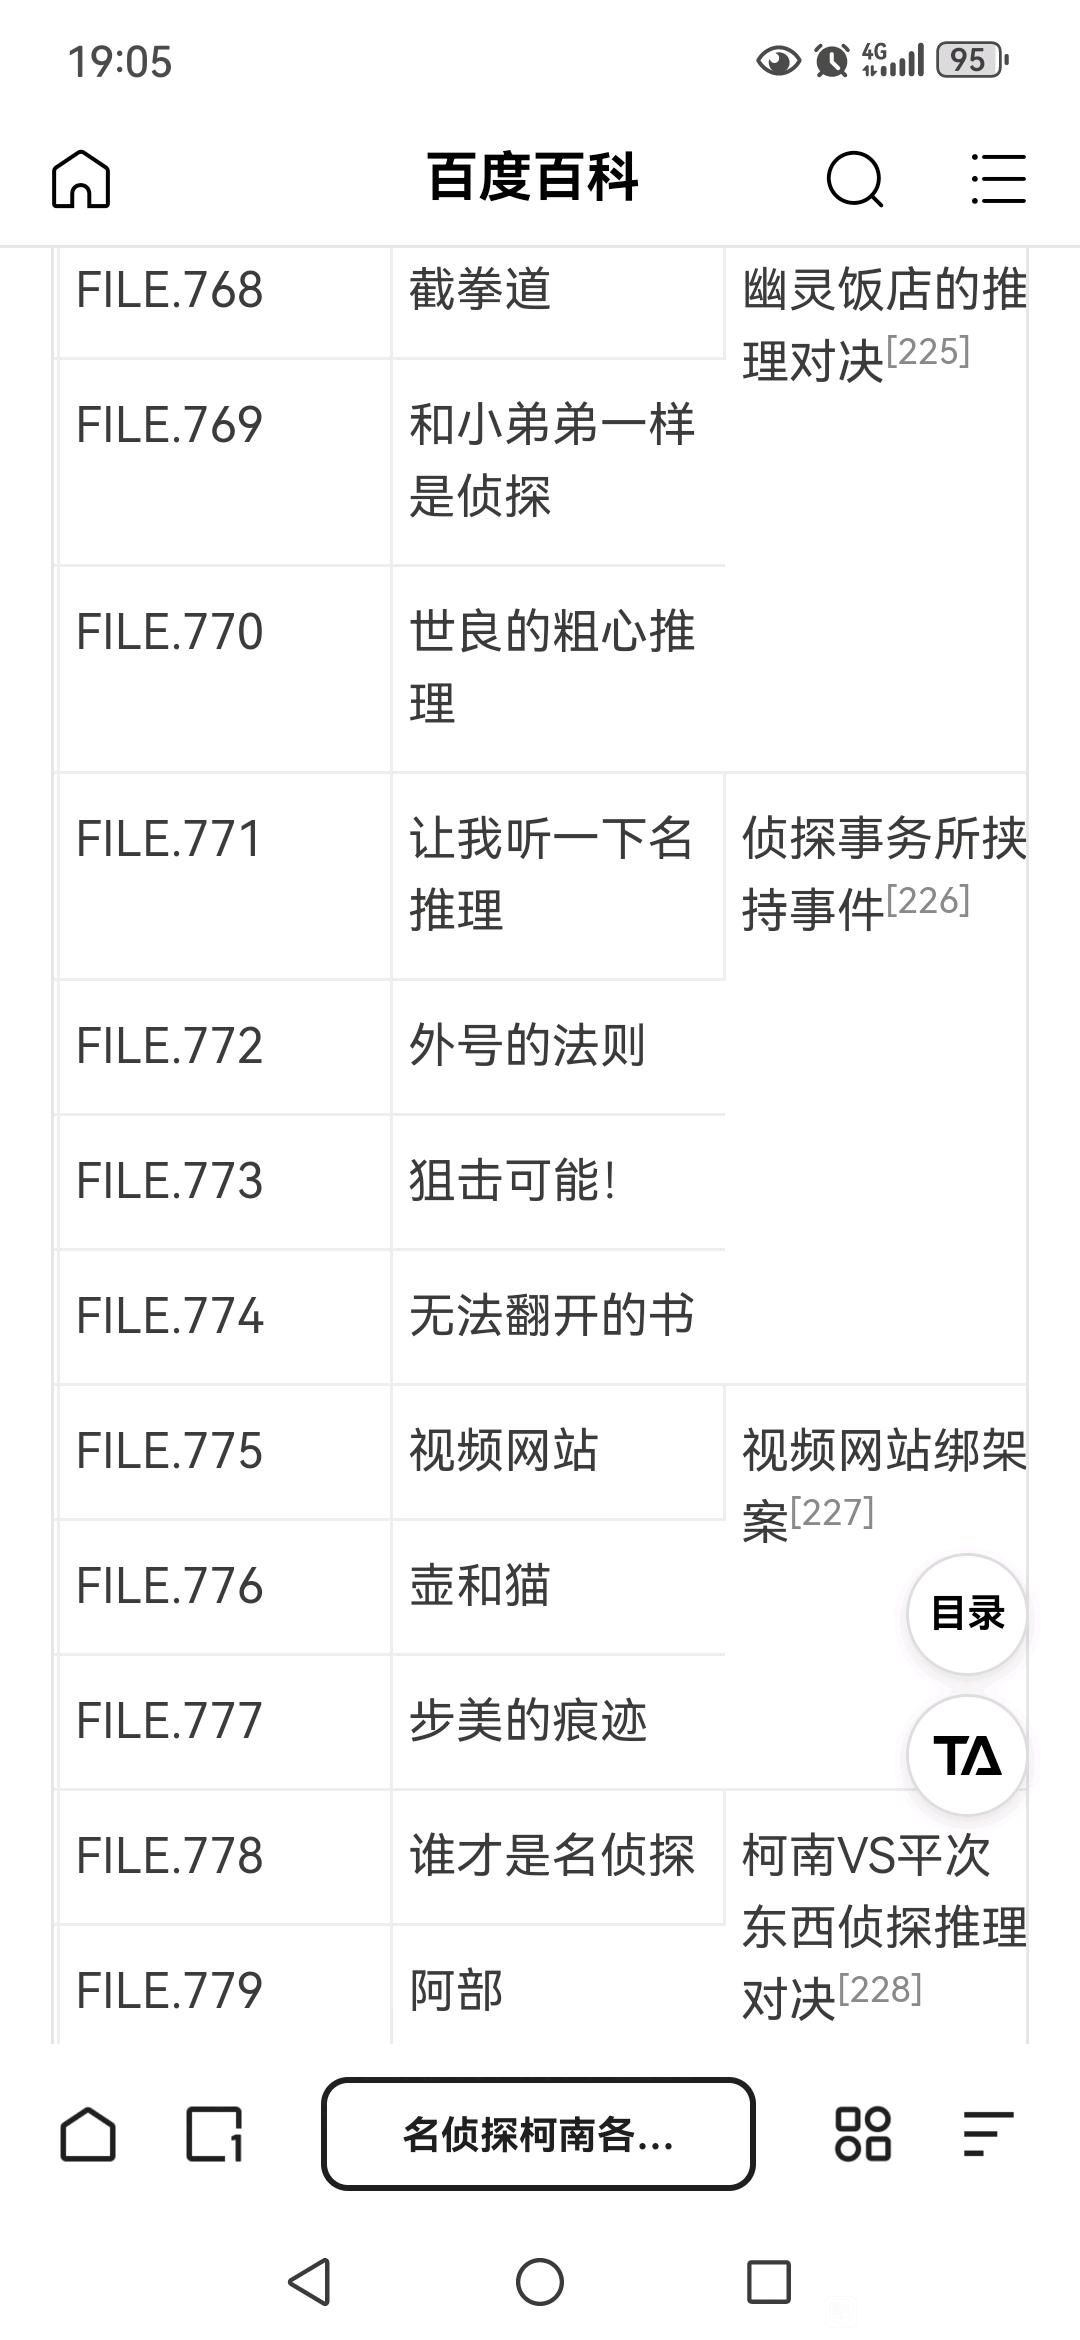 19:05
4G
95
百度百科
FILE.768
截拳道
幽灵饭店的推
理对决[225]
FILE.769
和小弟弟一样
是侦探
FILE.770
世良的粗心推
理
FILE.771
让我听一下名
推理
侦探事务所挟
持事件[226]
FILE.772
外号的法则
FILE.773
狙击可能！
FILE.774
无法翻开的书
FILE.775
视频网站
视频网站绑架
案[227]
FILE.776
壶和猫
目录
FILE.777
步美的痕迹
TA
FILE.778
谁才是名侦探
柯南VS平次
东西侦探推理
对决[228]
FILE.779
阿部
1
名侦探柯南各...